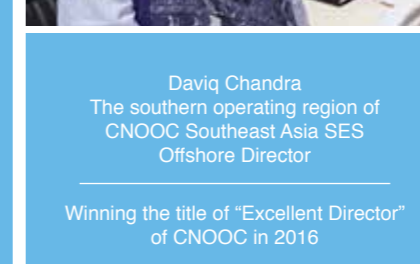 Daviq Chandra
The southern operating region of
CNOOC Southeast Asia SES
Offshore Director
Winning the title of “Excellent Director”
of CNOOC in 2016